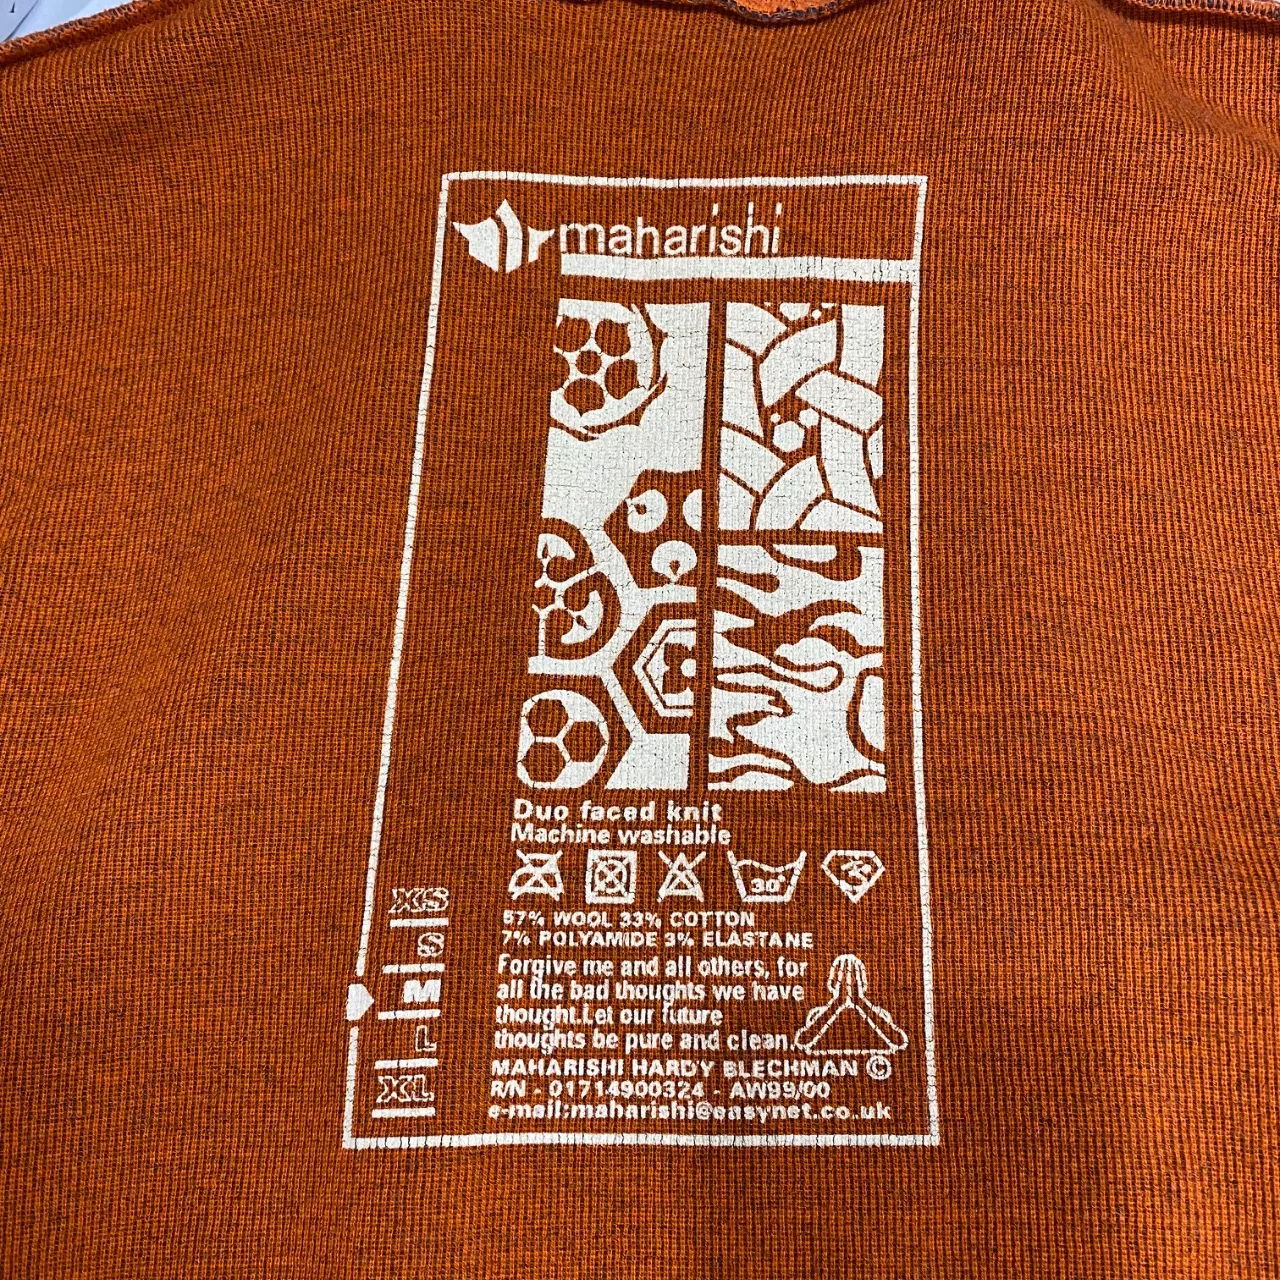 maharishi
Duo faced knit
Machine washable
30°
57% WOOL 33% COTTON
7% POLYAMIDE 3% ELASTANE
Forgive me and all others, for
all the bad thoughts we have
thought.Let our future
thoughts be pure and clean.
MAHARISHI HARDY BLECHMAN ©
R/N - 01714900324 - AW99/00
e-mail:maharishi@easynet.co.uk
XS
S
M
L
XL